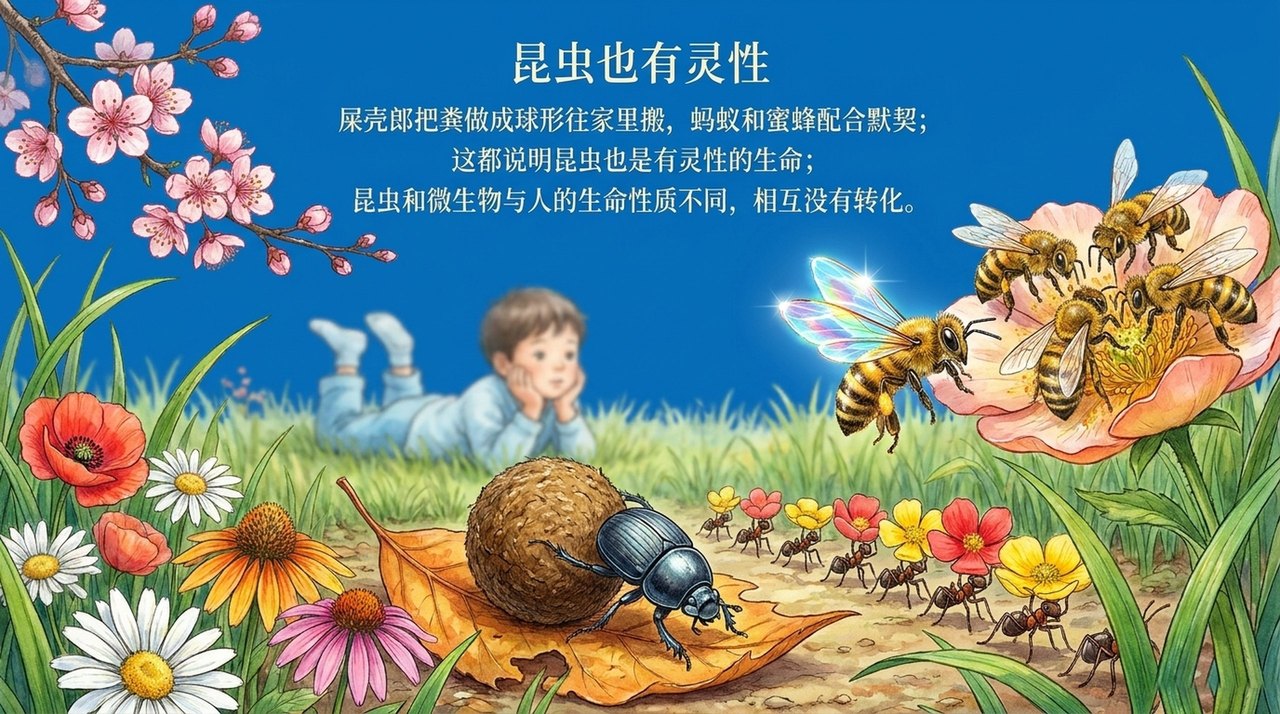 昆虫也有灵性
屎壳郎把粪做成球形往家里搬，蚂蚁和蜜蜂配合默契；
这都说明昆虫也是有灵性的生命；
昆虫和微生物与人的生命性质不同，相互没有转化。